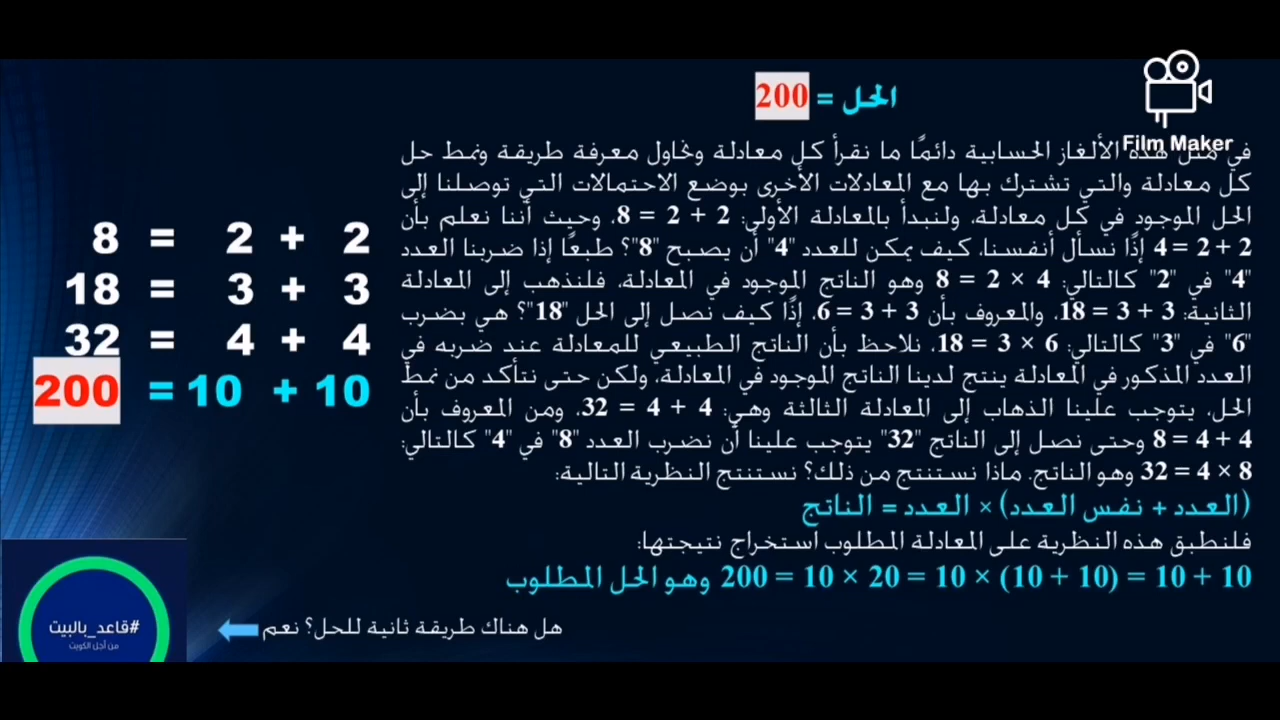 الحل = 200
Film Maker
في مثل هذه الألغاز الحسابية دائمًا ما نقرأ كل معادلة ونحاول معرفة طريقة ونمط حل
كل معادلة والتي تشترك بها مع المعادلات الأخرى بوضع الاحتمالات التي توصلنا إلى
الحل الموجود في كل معادلة، ولنبدأ بالمعادلة الأولى: 2 + 2 = 8، وحيث أننا نعلم بأن
2 + 2 = 4 إذًا نسأل أنفسنا، كيف يمكن للعدد "4" أن يصبح "8"؟ طبعًا إذا ضربنا العدد
"4" في "2" كالتالي: 4 × 2 = 8 وهو الناتج الموجود في المعادلة، فلنذهب إلى المعادلة
الثانية: 3 + 3 = 18، والمعروف بأن 3 + 3 = 6، إذًا كيف نصل إلى الحل "18"؟ هي بضرب
"6" في "3" كالتالي: 6 × 3 = 18، نلاحظ بأن الناتج الطبيعي للمعادلة عند ضربه في
العدد المذكور في المعادلة ينتج لدينا الناتج الموجود في المعادلة، ولكن حتى نتأكد من نمط
الحل، يتوجب علينا الذهاب إلى المعادلة الثالثة وهي: 4 + 4 = 32، ومن المعروف بأن
4 + 4 = 8 وحتى نصل إلى الناتج "32" يتوجب علينا أن نضرب العدد "8" في "4" كالتالي:
8 × 4 = 32 وهو الناتج، ماذا نستنتج من ذلك؟ نستنتج النظرية التالية:
(العدد + نفس العدد) × العدد = الناتج
فلنطبق هذه النظرية على المعادلة المطلوب استخراج نتيجتها:
10 + 10 = (10 + 10) × 10 = 20 × 10 = 200 وهو الحل المطلوب
هل هناك طريقة ثانية للحل؟ نعم
2 + 2 = 8
3 + 3 = 18
4 + 4 = 32
10 + 10 = 200
#قاعد_بالبيت
من أجل الكويت